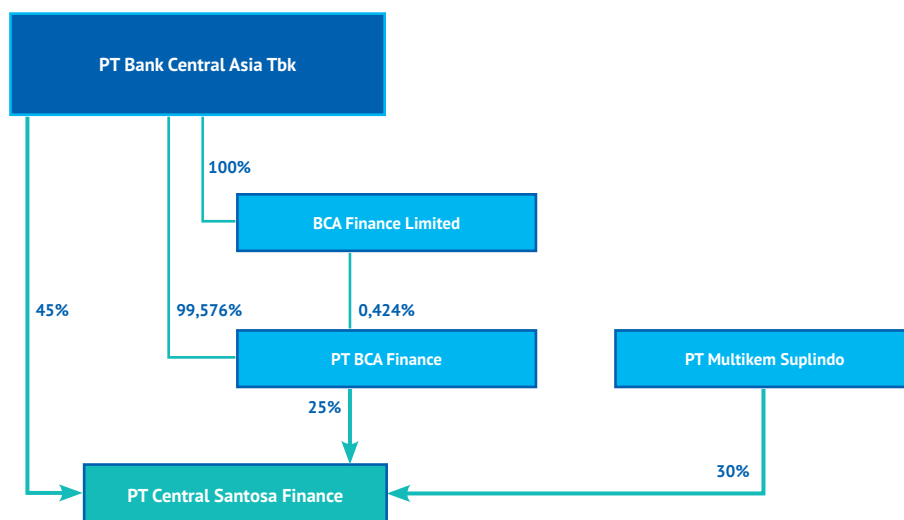 PT Bank Central Asia Tbk
100%
BCA Finance Limited
45%
99,576%
0,424%
PT BCA Finance
PT Multikem Suplindo
25%
30%
PT Central Santosa Finance